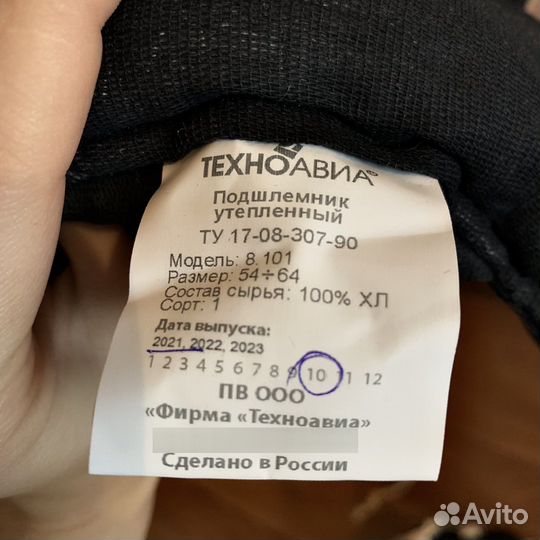 ТЕХНОАВИА®
Подшлемник
утепленный
ТУ 17-08-307-90
Модель: 8.101
Размер: 54÷64
Состав сырья: 100% ХЛ
Сорт: 1
Дата выпуска:
2021, 2022, 2023
1 2 3 4 5 6 7 8 9 10 11 12
ПВ ООО
«Фирма «Техноавиа»
Сделано в России
Avito